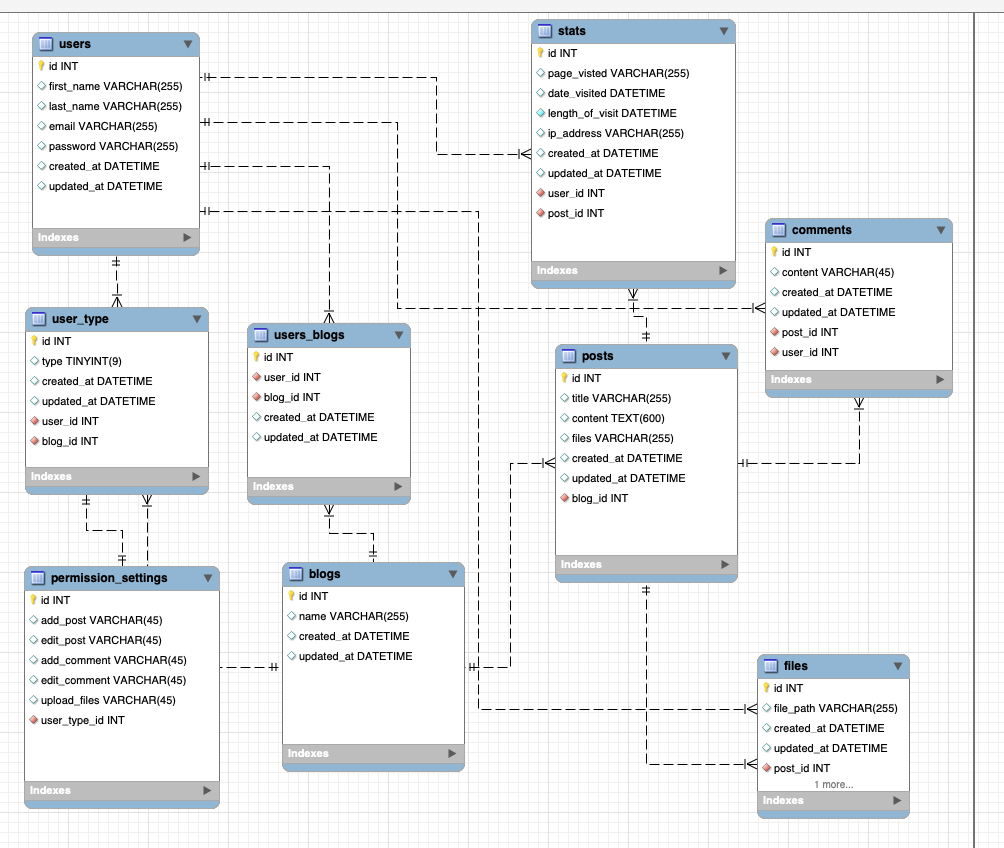 users
id INT
first_name VARCHAR(255)
last_name VARCHAR(255)
email VARCHAR(255)
password VARCHAR(255)
created_at DATETIME
updated_at DATETIME
Indexes
stats
id INT
page_visted VARCHAR(255)
date_visited DATETIME
length_of_visit DATETIME
ip_address VARCHAR(255)
created_at DATETIME
updated_at DATETIME
user_id INT
post_id INT
Indexes
comments
id INT
content VARCHAR(45)
created_at DATETIME
updated_at DATETIME
post_id INT
user_id INT
Indexes
user_type
id INT
type TINYINT(9)
created_at DATETIME
updated_at DATETIME
user_id INT
blog_id INT
Indexes
users_blogs
id INT
user_id INT
blog_id INT
created_at DATETIME
updated_at DATETIME
Indexes
posts
id INT
title VARCHAR(255)
content TEXT(600)
files VARCHAR(255)
created_at DATETIME
updated_at DATETIME
blog_id INT
Indexes
permission_settings
id INT
add_post VARCHAR(45)
edit_post VARCHAR(45)
add_comment VARCHAR(45)
edit_comment VARCHAR(45)
upload_files VARCHAR(45)
user_type_id INT
Indexes
blogs
id INT
name VARCHAR(255)
created_at DATETIME
updated_at DATETIME
Indexes
files
id INT
file_path VARCHAR(255)
created_at DATETIME
updated_at DATETIME
post_id INT
1 more...
Indexes